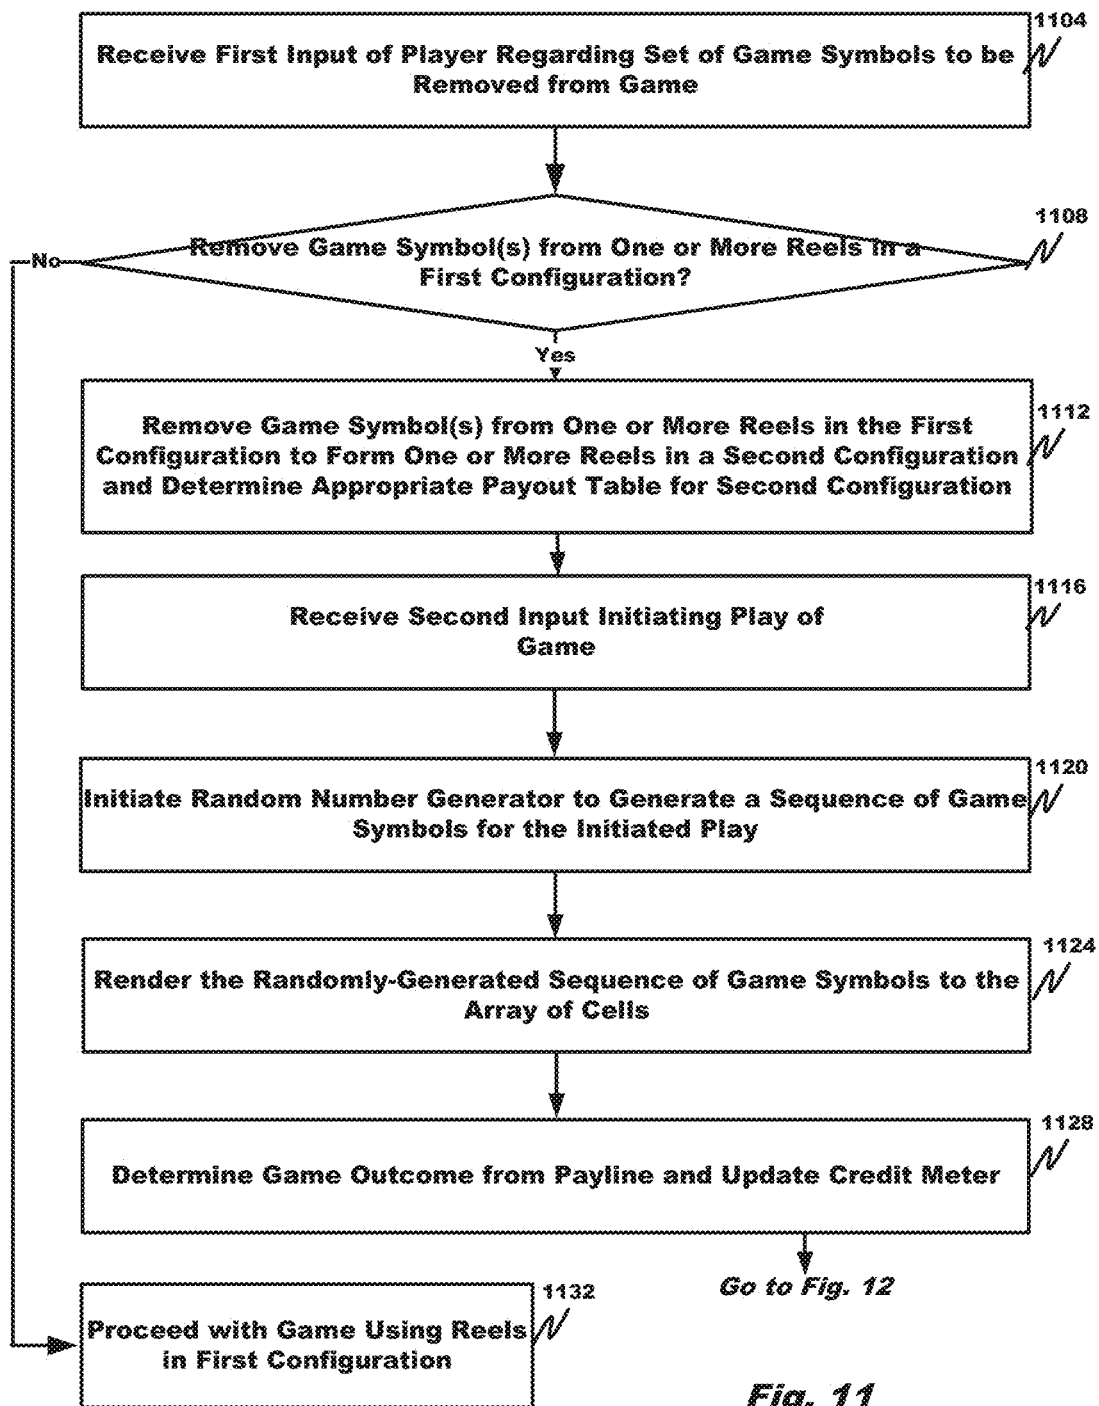 1104
Receive First Input of Player Regarding Set of Game Symbols to be
Removed from Game
1108
Remove Game Symbol(s) from One or More Reels in a
First Configuration?
No
Yes
1112
Remove Game Symbol(s) from One or More Reels in the First
Configuration to Form One or More Reels in a Second Configuration
and Determine Appropriate Payout Table for Second Configuration
1116
Receive Second Input Initiating Play of
Game
1120
Initiate Random Number Generator to Generate a Sequence of Game
Symbols for the Initiated Play
1124
Render the Randomly-Generated Sequence of Game Symbols to the
Array of Cells
1128
Determine Game Outcome from Payline and Update Credit Meter
Go to Fig. 12
1132
Proceed with Game Using Reels
in First Configuration
Fig. 11